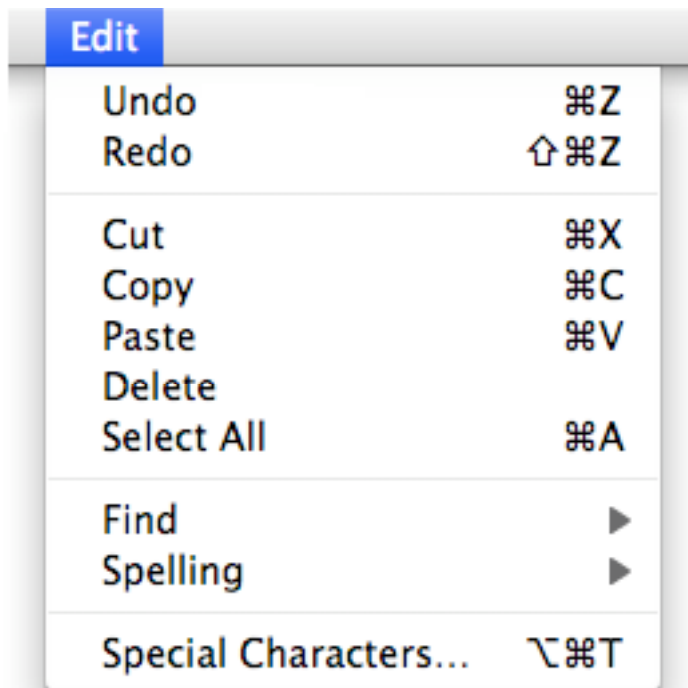 Edit
Undo ⌘Z
Redo ⇧⌘Z
Cut ⌘X
Copy ⌘C
Paste ⌘V
Delete
Select All ⌘A
Find ▶
Spelling ▶
Special Characters... ⌥⌘T